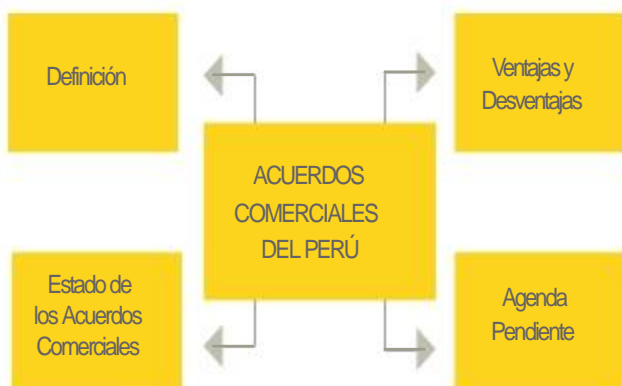 Definición
Ventajas y
Desventajas
ACUERDOS
COMERCIALES
DEL PERÚ
Estado de
los Acuerdos
Comerciales
Agenda
Pendiente